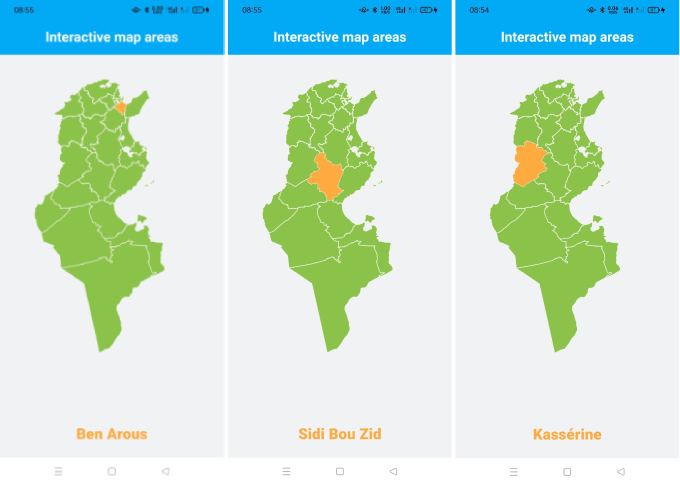 08:55
Interactive map areas
Ben Arous
08:55
Interactive map areas
Sidi Bou Zid
08:54
Interactive map areas
Kassérine